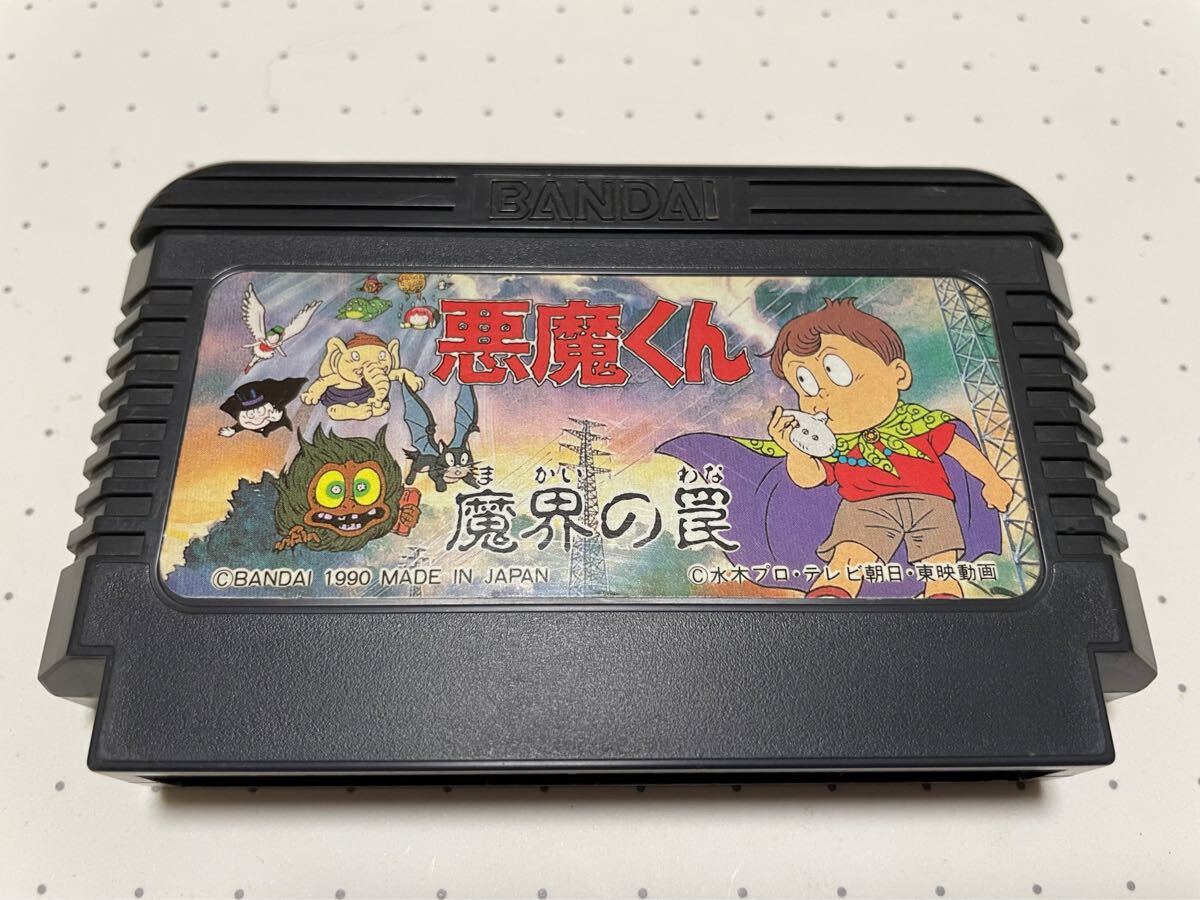 BANDAI
悪魔くん
ま かい わな
魔界の罠
©BANDAI 1990 MADE IN JAPAN
©水木プロ・テレビ朝日・東映動画